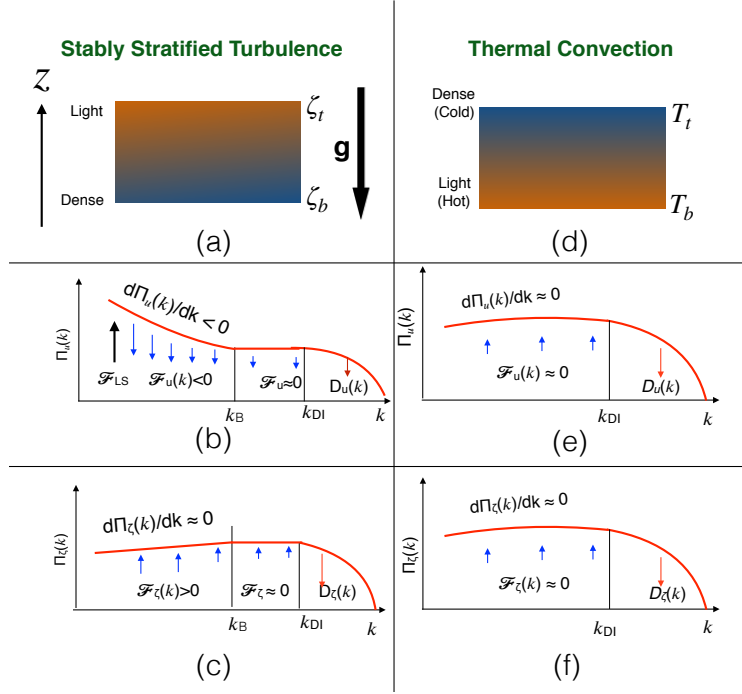 Stably Stratified Turbulence
z
Light
Dense
ζt
ζb
g
(a)
Thermal Convection
Dense
(Cold)
Light
(Hot)
Tt
Tb
(d)
Πu(k)
dΠu(k)/dk < 0
ℱLS
ℱu(k)<0
ℱu≈0
Du(k)
kB
kDI
k
(b)
Πu(k)
dΠu(k)/dk ≈ 0
ℱu(k) ≈ 0
Du(k)
kDI
k
(e)
Πζ(k)
dΠζ(k)/dk ≈ 0
ℱζ(k)>0
ℱζ ≈ 0
Dζ(k)
kB
kDI
k
(c)
Πζ(k)
dΠζ(k)/dk ≈ 0
ℱζ(k) ≈ 0
Dζ(k)
kDI
k
(f)